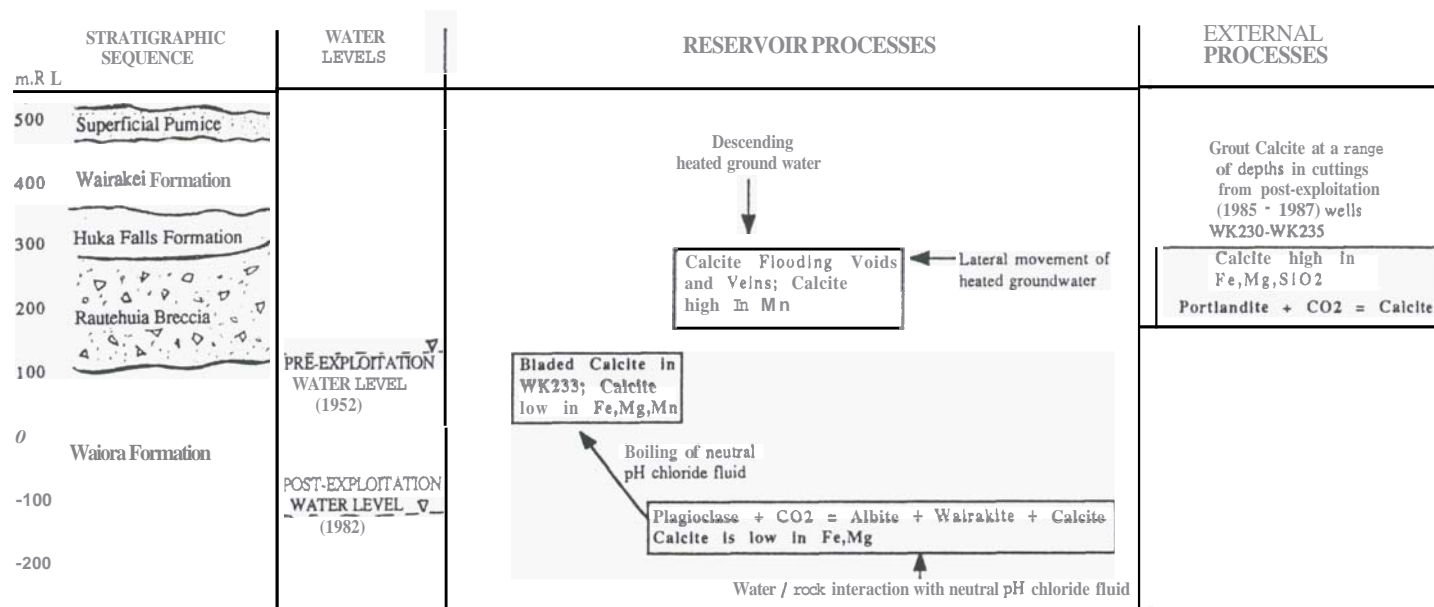 STRATIGRAPHIC
SEQUENCE
m.R L
500
Superficial Pumice
400
Wairakei Formation
300
Huka Falls Formation
200
Rautehuia Breccia
100
0
Waiora Formation
-100
-200
WATER
LEVELS
PRE-EXPLOITATION
WATER LEVEL
(1952)
POST-EXPLOITATION
WATER LEVEL
(1982)
RESERVOIR PROCESSES
Descending
heated ground water
Calcite Flooding Voids
and Veins; Calcite
high In Mn
Lateral movement of
heated groundwater
Bladed Calcite in
WK233; Calcite
low in Fe,Mg,Mn
Boiling of neutral
pH chloride fluid
Plagioclase + CO2 = Albite + Wairakite + Calcite
Calcite is low in Fe,Mg
Water / rock interaction with neutral pH chloride fluid
EXTERNAL
PROCESSES
Grout Calcite at a range
of depths in cuttings
from post-exploitation
(1985 - 1987) wells
WK230-WK235
Calcite high in
Fe,Mg,SiO2
Portlandite + CO2 = Calcite